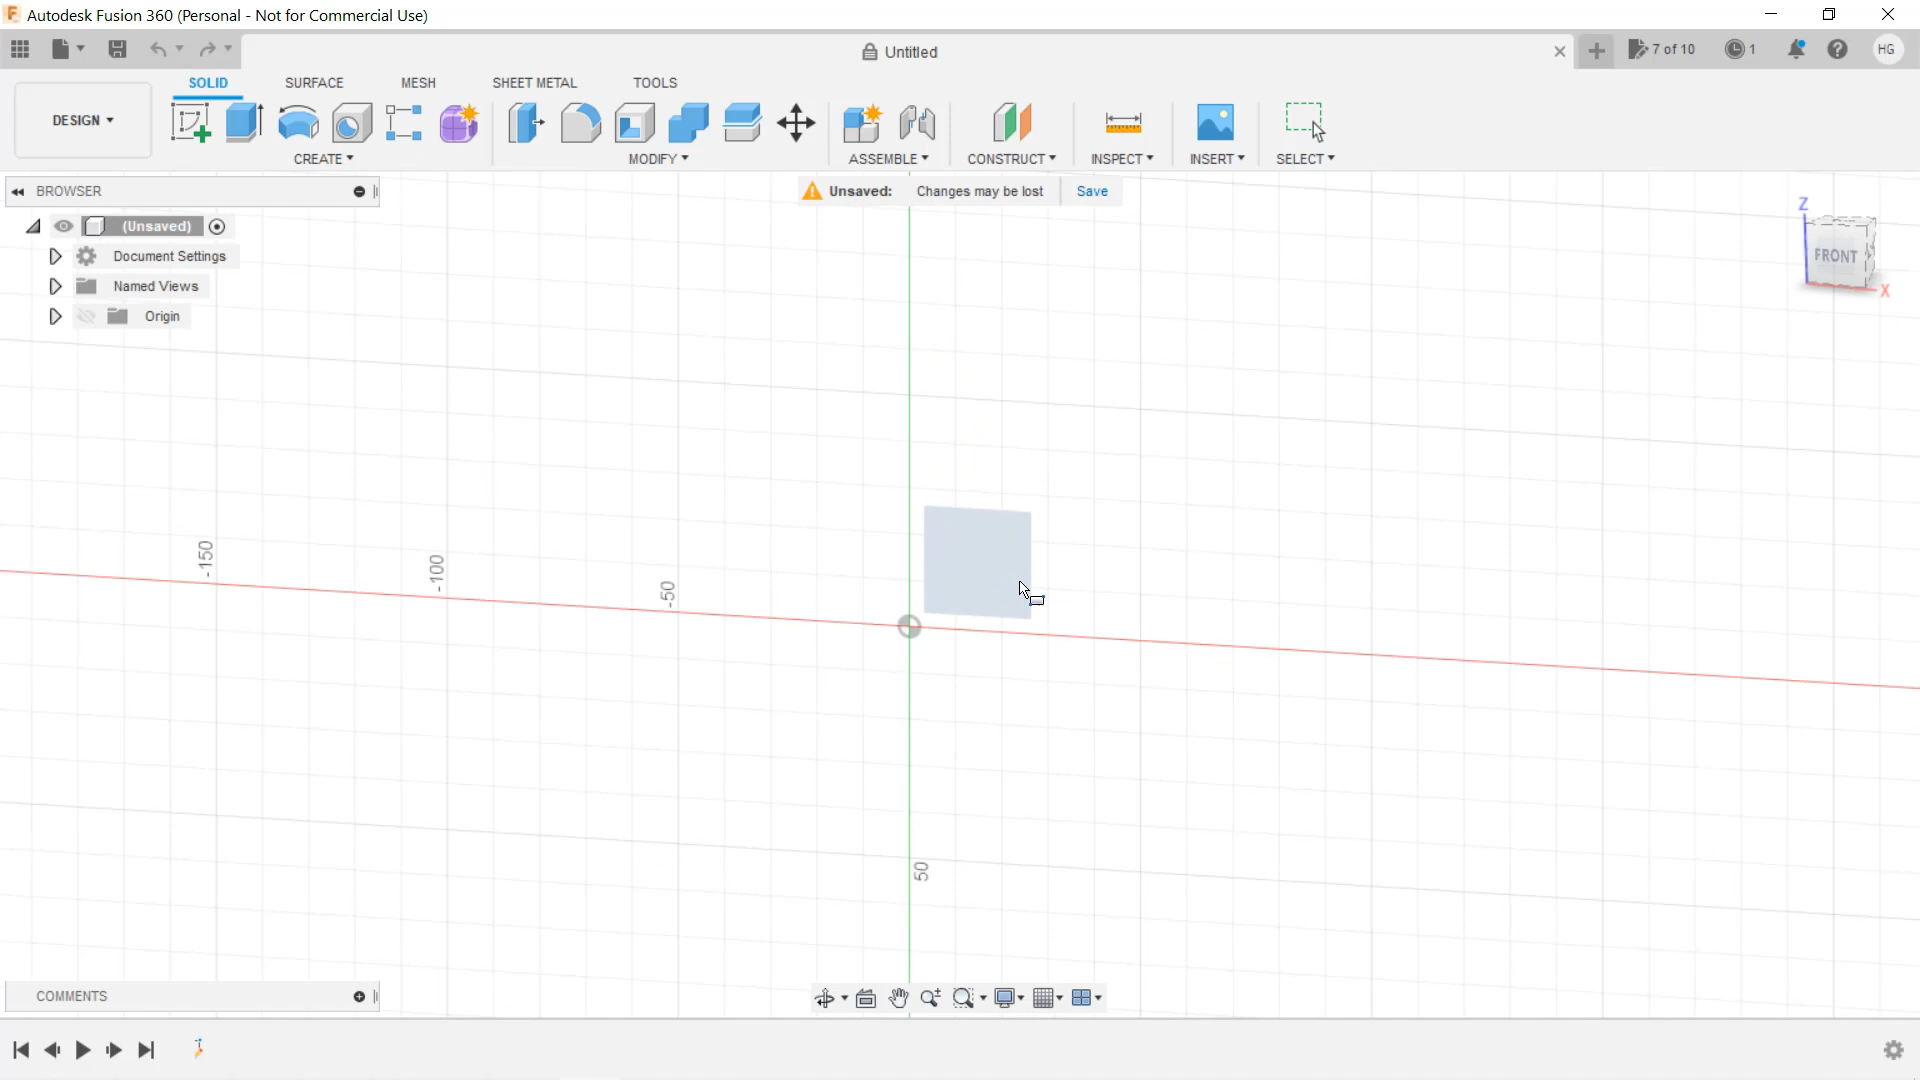 Autodesk Fusion 360 (Personal - Not for Commercial Use)
Untitled
7 of 10
1
HG
SOLID
SURFACE
MESH
SHEET METAL
TOOLS
DESIGN
CREATE
MODIFY
ASSEMBLE
CONSTRUCT
INSPECT
INSERT
SELECT
BROWSER
Unsaved: Changes may be lost
Save
(Unsaved)
Document Settings
Named Views
Origin
Z
FRONT
X
-150
-100
-50
50
COMMENTS